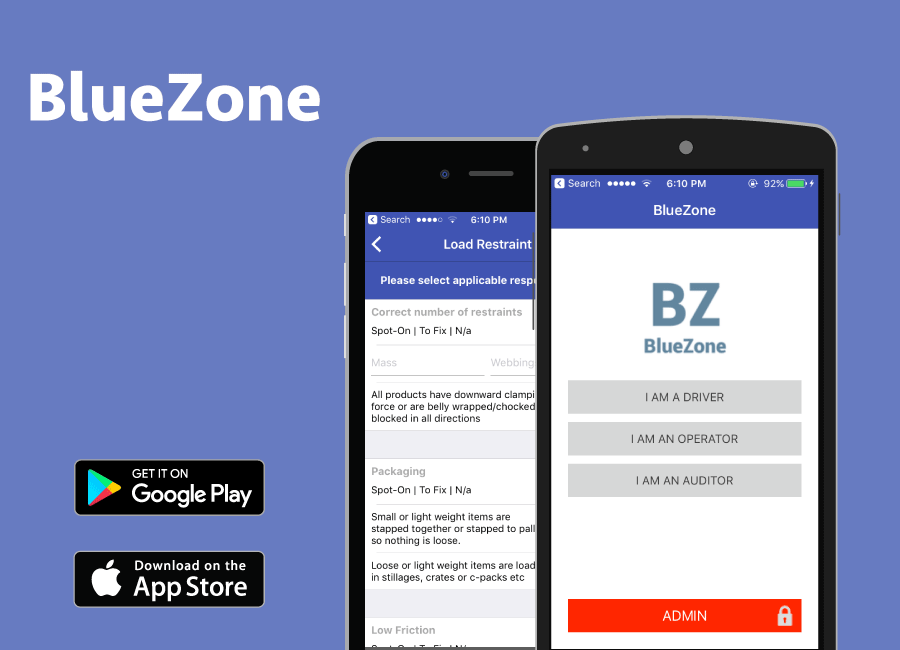 BlueZone
GET IT ON
Google Play
Download on the
App Store
Search
6:10 PM
Load Restraint
Please select applicable
Correct number of restraints
Spot-On | To Fix | N/a
Mass
Webbing
All products have downward
force or are belly wrapped/chocked
blocked in all directions
Packaging
Spot-On | To Fix | N/a
Small or light weight items are
stapped together or stapped to
so nothing is loose.
Loose or light weight items are
in stillages, crates or c-packs etc
Low Friction
Spot-On | To Fix | N/a
Search
6:10 PM
92%
BlueZone
BZ
BlueZone
I AM A DRIVER
I AM AN OPERATOR
I AM AN AUDITOR
ADMIN